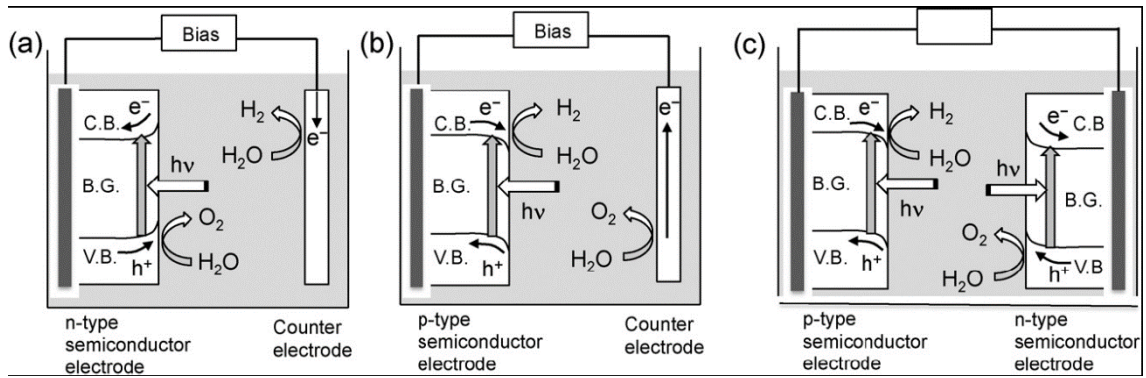 (a)
Bias
C.B.
e⁻
H₂
H₂O
e⁻
B.G.
hν
O₂
V.B.
h⁺
H₂O
n-type
semiconductor
electrode
Counter
electrode
(b)
Bias
C.B.
e⁻
H₂
H₂O
e⁻
B.G.
hν
O₂
V.B.
h⁺
H₂O
p-type
semiconductor
electrode
Counter
electrode
(c)
C.B.
e⁻
H₂
H₂O
e⁻
C.B
B.G.
hν
hν
B.G.
V.B.
h⁺
O₂
H₂O
h⁺
V.B
p-type
semiconductor
electrode
n-type
semiconductor
electrode